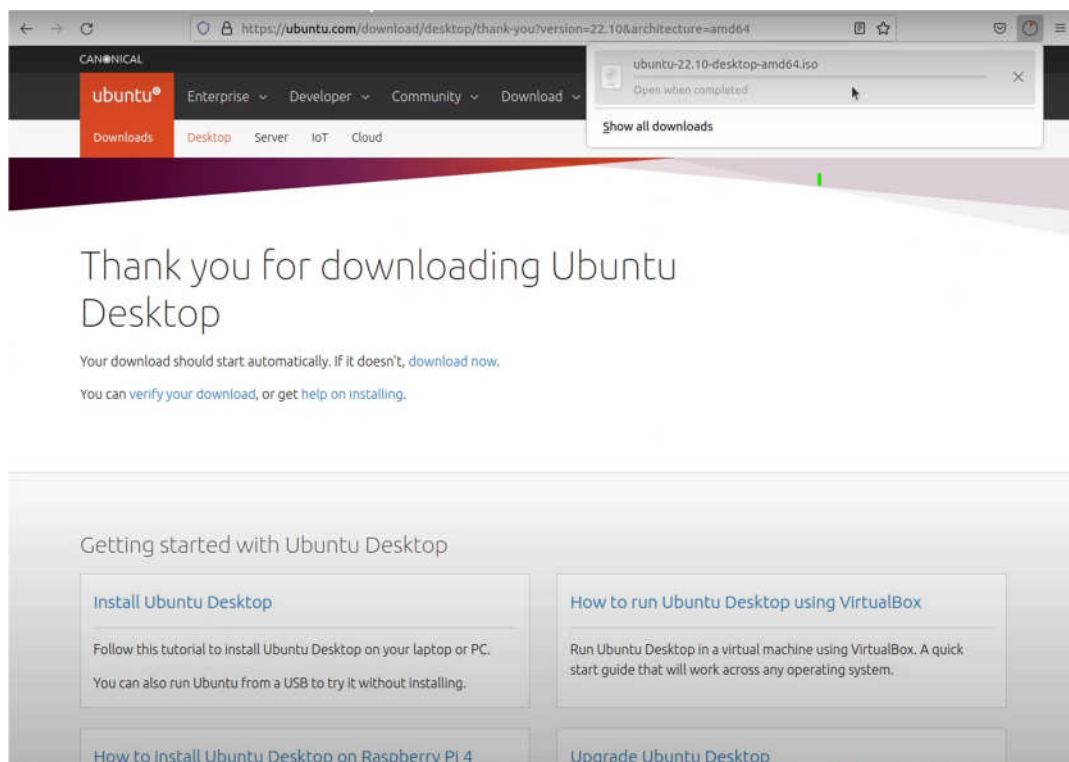 https://ubuntu.com/download/desktop/thank-you?version=22.10&architecture=amd64
CANONICAL
ubuntu-22.10-desktop-amd64.iso
Open when completed
Show all downloads
ubuntu Enterprise Developer Community Download
Downloads Desktop Server IoT Cloud
Thank you for downloading Ubuntu
Desktop
Your download should start automatically. If it doesn't, download now.
You can verify your download, or get help on installing.
Getting started with Ubuntu Desktop
Install Ubuntu Desktop
Follow this tutorial to install Ubuntu Desktop on your laptop or PC.
You can also run Ubuntu from a USB to try it without installing.
How to run Ubuntu Desktop using VirtualBox
Run Ubuntu Desktop in a virtual machine using VirtualBox. A quick
start guide that will work across any operating system.
How to install Ubuntu Desktop on Raspberry Pi 4
Upgrade Ubuntu Desktop